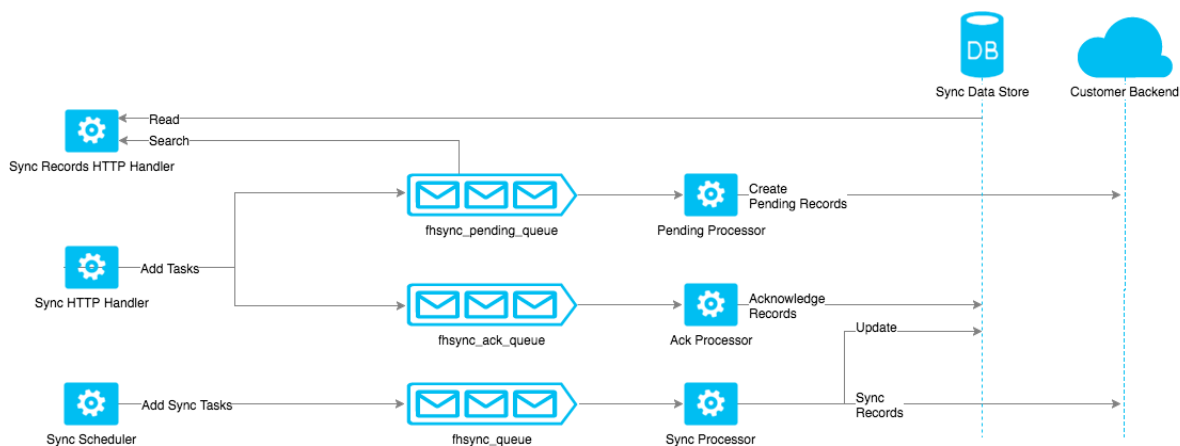 DB
Sync Data Store
Customer Backend
Read
Search
Sync Records HTTP Handler
Create
Pending Records
fhsync_pending_queue
Pending Processor
Add Tasks
Sync HTTP Handler
Acknowledge
Records
fhsync_ack_queue
Ack Processor
Update
Add Sync Tasks
Sync
Records
Sync Scheduler
fhsync_queue
Sync Processor